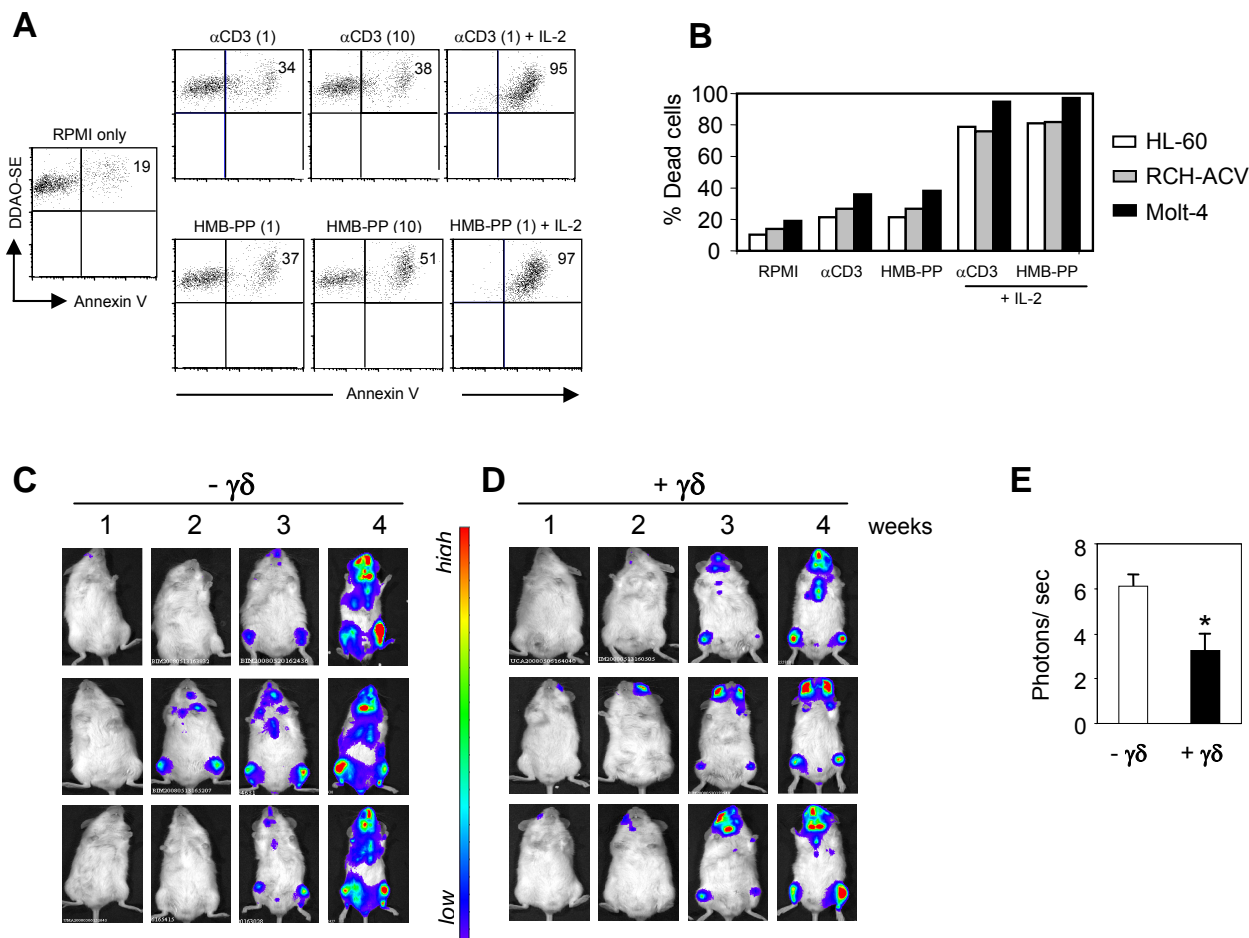 A
αCD3 (1)
αCD3 (10)
αCD3 (1) + IL-2
34
38
95
RPMI only
19
DDAO-SE
Annexin V
HMB-PP (1)
HMB-PP (10)
HMB-PP (1) + IL-2
37
51
97
Annexin V
B
% Dead cells
100
80
60
40
20
0
RPMI
αCD3
HMB-PP
αCD3
HMB-PP
+ IL-2
HL-60
RCH-ACV
Molt-4
C
- γδ
1
2
3
4
high
low
D
+ γδ
1
2
3
4
weeks
E
Photons/ sec
8
6
4
2
0
*
- γδ
+ γδ